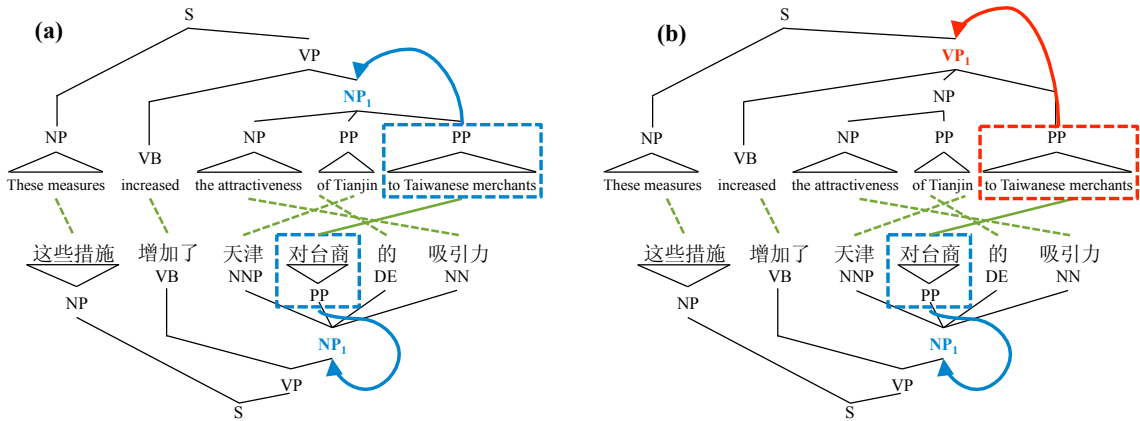 (a)
S
VP
NP₁
NP VB NP PP PP
These measures increased the attractiveness of Tianjin to Taiwanese merchants
这些措施 增加了 天津 对台商 的 吸引力
VB NNP DE NN
NP PP
NP₁
VP
S
(b)
S
VP₁
NP
NP VB NP PP PP
These measures increased the attractiveness of Tianjin to Taiwanese merchants
这些措施 增加了 天津 对台商 的 吸引力
VB NNP DE NN
NP PP
NP₁
VP
S